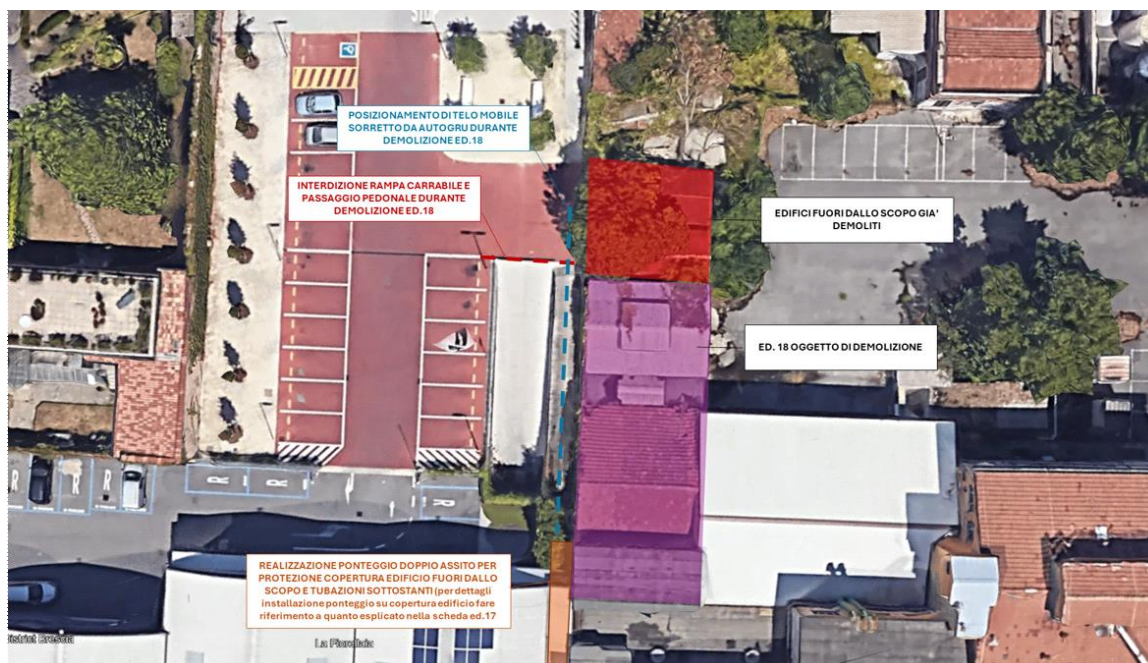 POSIZIONAMENTO DI TELO MOBILE
SORRETTO DA AUTOGRU DURANTE
DEMOLIZIONE ED.18
INTERDIZIONE RAMPA CARRABILE E
PASSAGGIO PEDONALE DURANTE
DEMOLIZIONE ED.18
EDIFICI FUORI DALLO SCOPO GIA'
DEMOLITI
ED. 18 OGGETTO DI DEMOLIZIONE
R
R
R
R
R
R
REALIZZAZIONE PONTEGGIO DOPPIO ASSITO PER
PROTEZIONE COPERTURA EDIFICIO FUORI DALLO
SCOPO E TUBAZIONI SOTTOSTANTI (per dettagli
installazione ponteggio su copertura edificio fare
riferimento a quanto esplicato nella scheda ed.17
District Brescia
La Fiorellaia